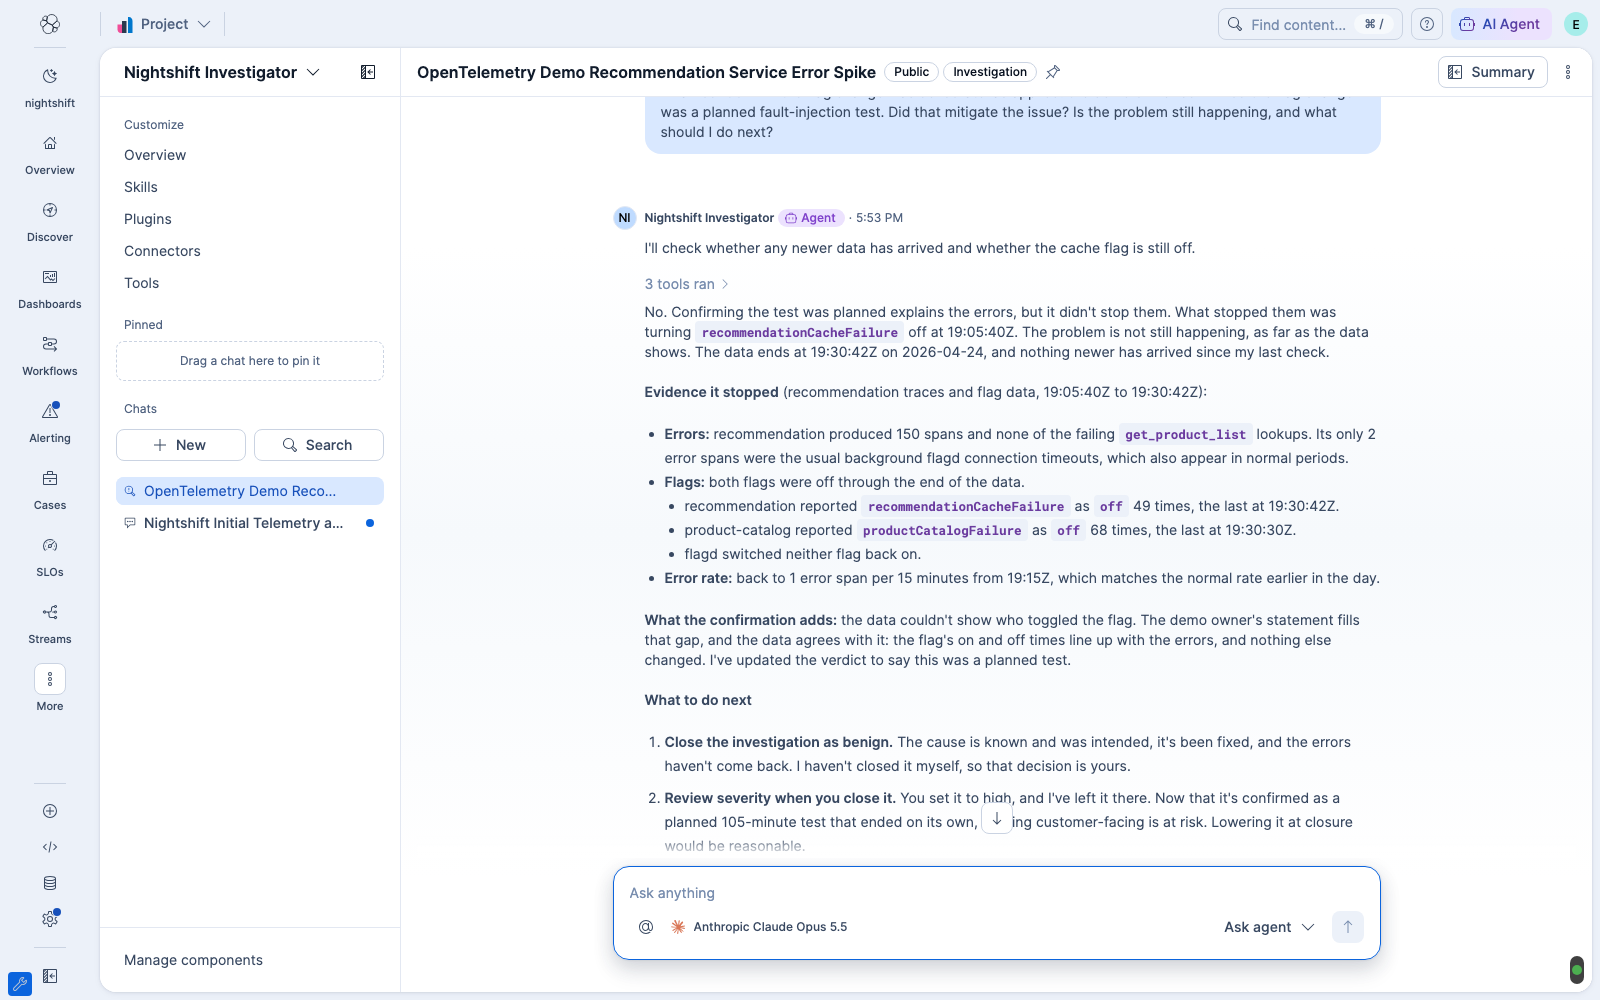 Project
Find content...
⌘ /
AI Agent
E
nightshift
Overview
Discover
Dashboards
Workflows
Alerting
Cases
SLOs
Streams
More
Nightshift Investigator
Customize
Overview
Skills
Plugins
Connectors
Tools
Pinned
Drag a chat here to pin it
Chats
New
Search
OpenTelemetry Demo Reco...
Nightshift Initial Telemetry a...
Manage components
OpenTelemetry Demo Recommendation Service Error Spike
Public
Investigation
Summary
was a planned fault-injection test. Did that mitigate the issue? Is the problem still happening, and what
should I do next?
NI
Nightshift Investigator
Agent
· 5:53 PM
I'll check whether any newer data has arrived and whether the cache flag is still off.
3 tools ran
No. Confirming the test was planned explains the errors, but it didn't stop them. What stopped them was
turning recommendationCacheFailure off at 19:05:40Z. The problem is not still happening, as far as the data
shows. The data ends at 19:30:42Z on 2026-04-24, and nothing newer has arrived since my last check.
Evidence it stopped (recommendation traces and flag data, 19:05:40Z to 19:30:42Z):
• Errors: recommendation produced 150 spans and none of the failing get_product_list lookups. Its only 2
error spans were the usual background flagd connection timeouts, which also appear in normal periods.
• Flags: both flags were off through the end of the data.
• recommendation reported recommendationCacheFailure as off 49 times, the last at 19:30:42Z.
• product-catalog reported productCatalogFailure as off 68 times, the last at 19:30:30Z.
• flagd switched neither flag back on.
• Error rate: back to 1 error span per 15 minutes from 19:15Z, which matches the normal rate earlier in the day.
What the confirmation adds: the data couldn't show who toggled the flag. The demo owner's statement fills
that gap, and the data agrees with it: the flag's on and off times line up with the errors, and nothing else
changed. I've updated the verdict to say this was a planned test.
What to do next
1. Close the investigation as benign. The cause is known and was intended, it's been fixed, and the errors
haven't come back. I haven't closed it myself, so that decision is yours.
2. Review severity when you close it. You set it to high, and I've left it there. Now that it's confirmed as a
planned 105-minute test that ended on its own, ing customer-facing is at risk. Lowering it at closure
would be reasonable.
Ask anything
@
Anthropic Claude Opus 5.5
Ask agent